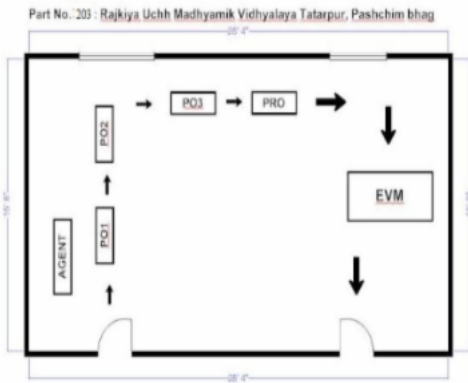 Part No. 203 : Rajkiya Uchh Madhyamik Vidhyalaya Tatarpur, Pashchim bhag
PO3
PRO
PO2
EVM
PO1
AGENT